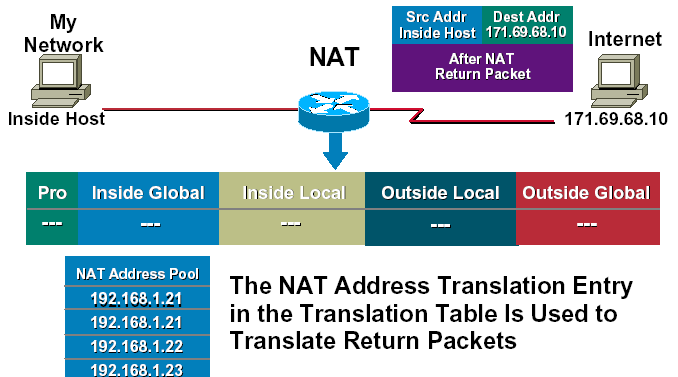 My
Network
Inside Host
NAT
Src Addr Dest Addr
Inside Host 171.69.68.10
After NAT
Return Packet
Internet
171.69.68.10
Pro Inside Global Inside Local Outside Local Outside Global
--- --- --- --- ---
NAT Address Pool
192.168.1.21
192.168.1.21
192.168.1.22
192.168.1.23
The NAT Address Translation Entry
in the Translation Table Is Used to
Translate Return Packets